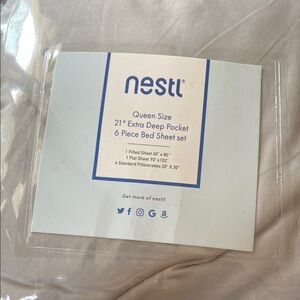 nestl
Queen Size
21" Extra Deep Pocket
6 Piece Bed Sheet set
1 Fitted Sheet 60" x 80"
1 Flat Sheet 90" x 102"
4 Standard Pillowcases 20" X 30"
Get more of nestl!